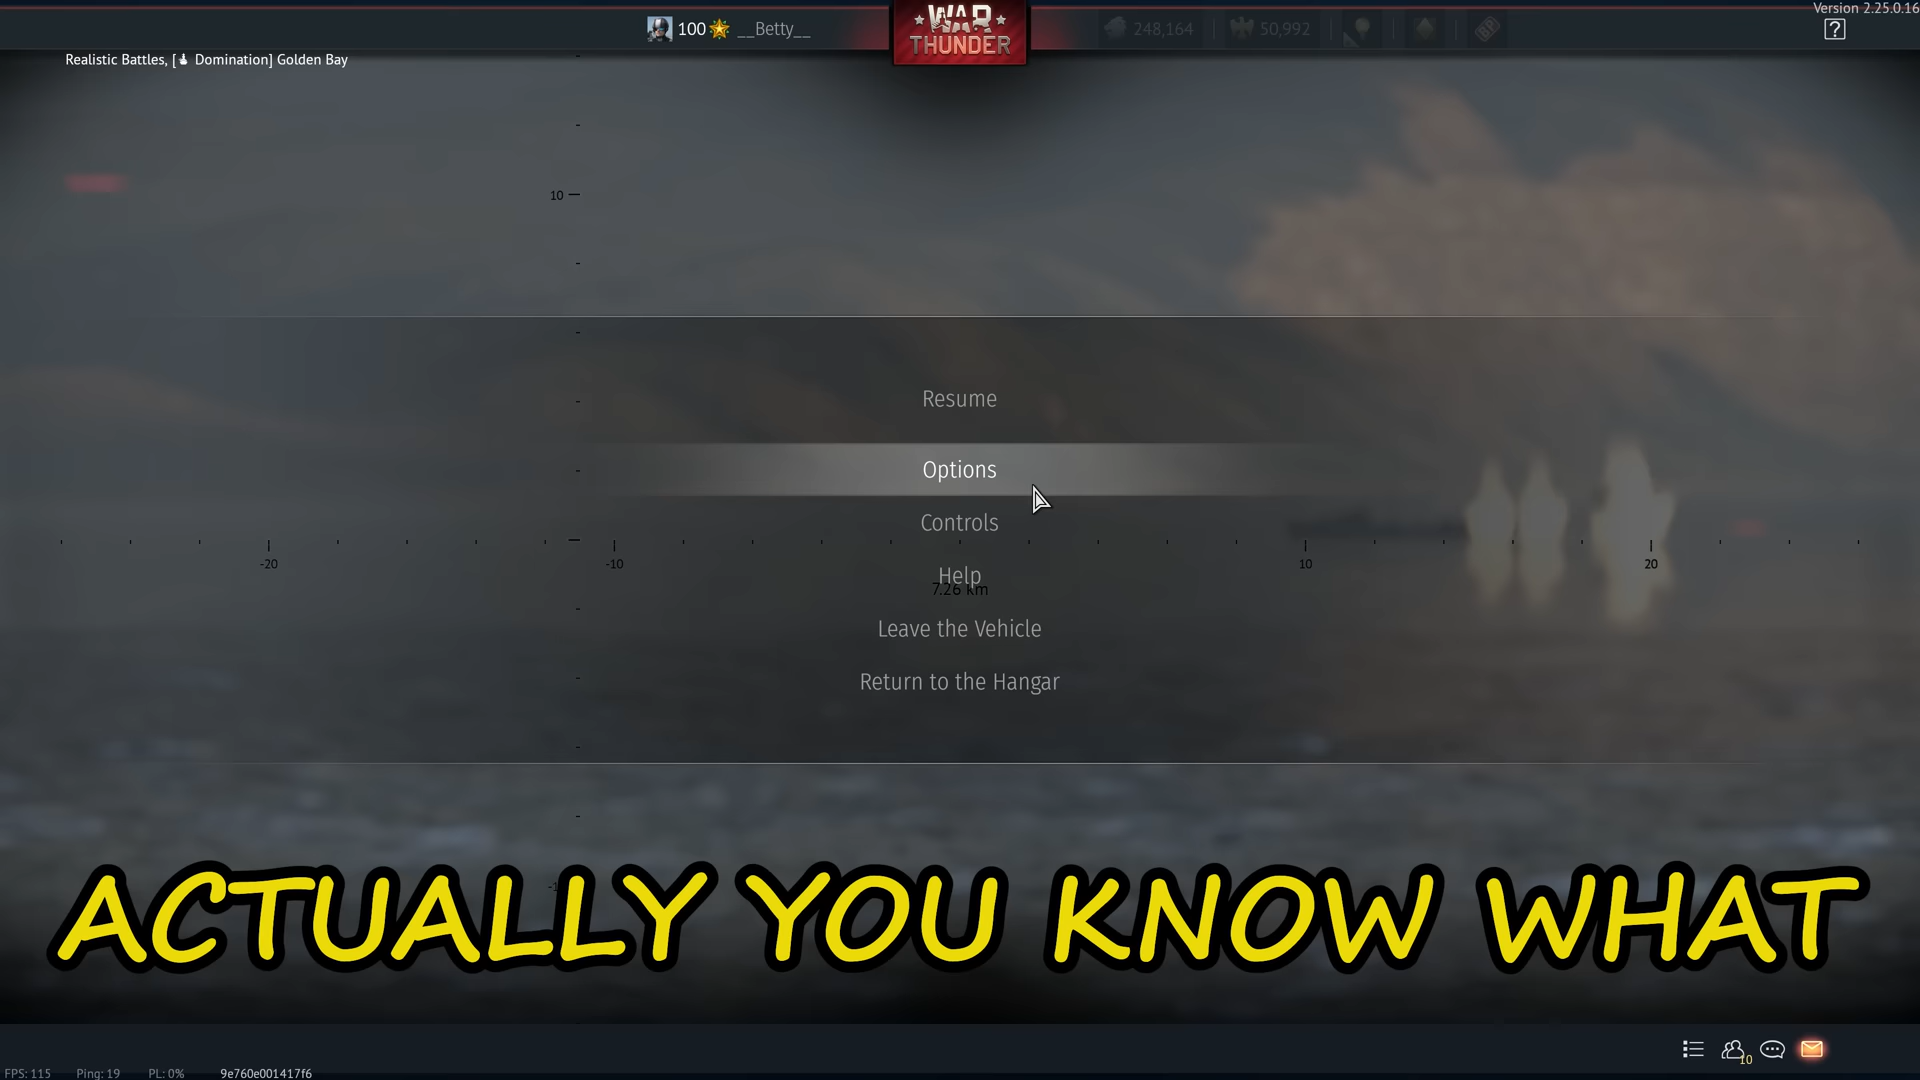 Version 2.25.0.16
100 __Betty__
WAR THUNDER
248,164
50,992
?
Realistic Battles, [ Domination] Golden Bay
10
Resume
Options
Controls
-20
-10
10
20
Help
7.26 km
Leave the Vehicle
Return to the Hangar
ACTUALLY YOU KNOW WHAT
10
FPS: 115 Ping: 19 PL: 0% 9e760e001417f6